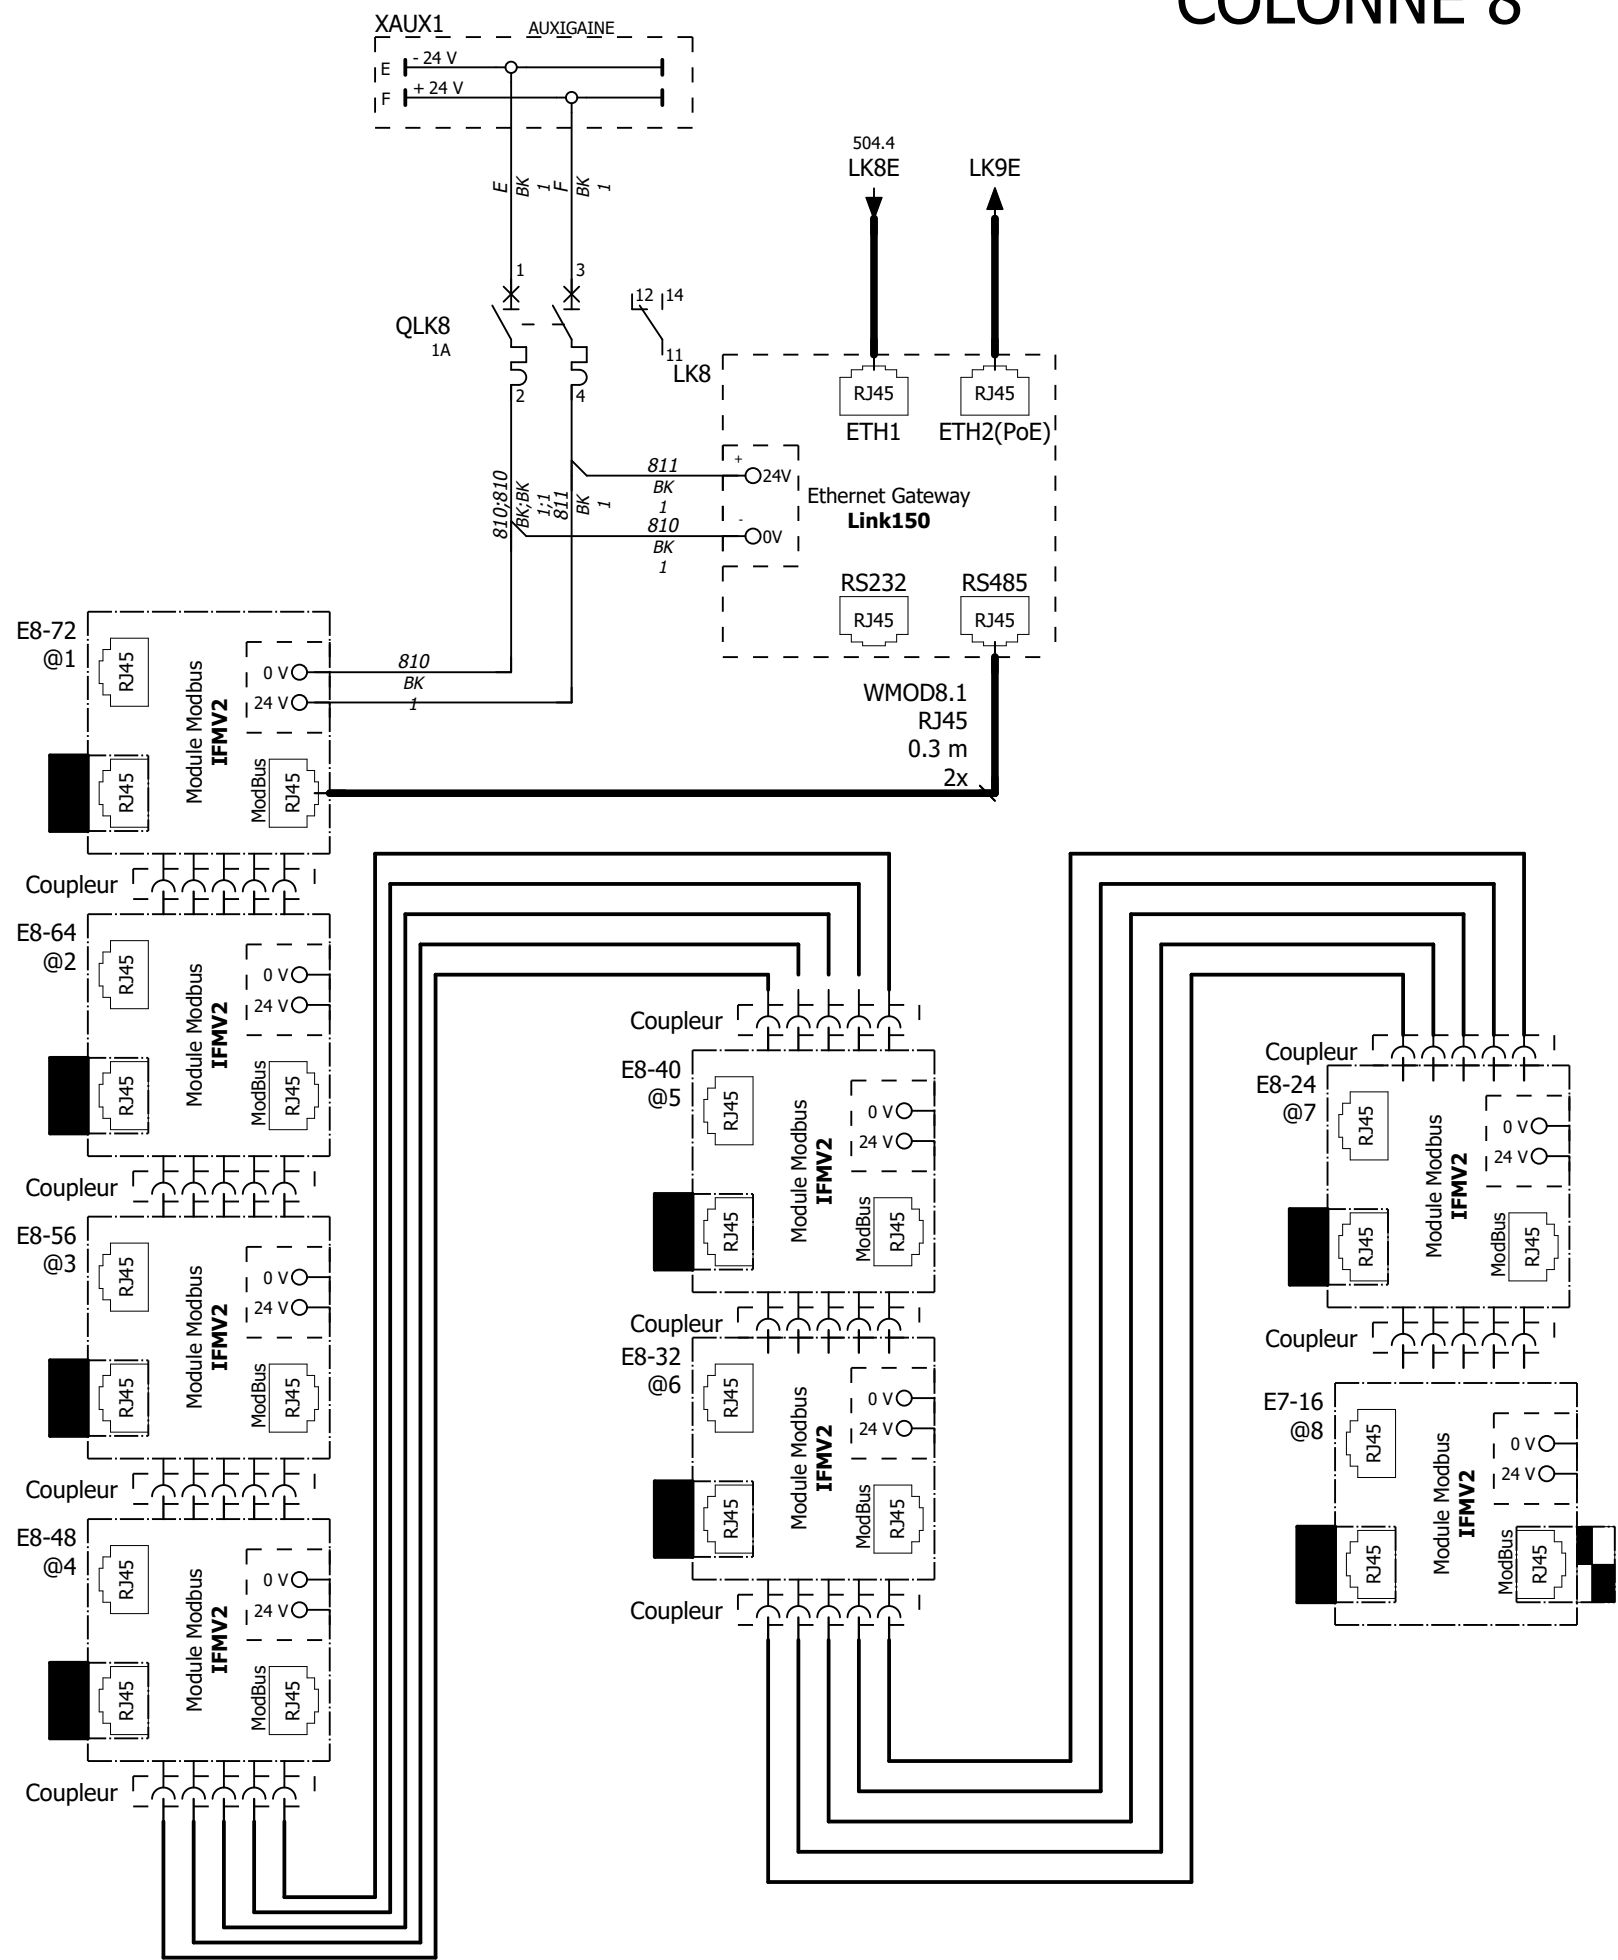 COLONNE 8
XAUX1
AUXIGAINE
E
- 24 V
F
+ 24 V
504.4
LK8E
LK9E
E
BK
1
F
BK
1
1
3
12
14
QLK8
1A
11
LK8
2
4
RJ45
RJ45
ETH1
ETH2(PoE)
810;810
BK;BK
1;1
811
BK
1
811
BK
1
+
24V
Ethernet Gateway
Link150
810
BK
1
-
0V
RS232
RS485
RJ45
RJ45
E8-72
@1
RJ45
Module Modbus
IFMV2
0 V
24 V
810
BK
1
RJ45
ModBus
RJ45
WMOD8.1
RJ45
0.3 m
2x
Coupleur
E8-64
@2
RJ45
Module Modbus
IFMV2
0 V
24 V
RJ45
ModBus
RJ45
Coupleur
E8-56
@3
RJ45
Module Modbus
IFMV2
0 V
24 V
RJ45
ModBus
RJ45
Coupleur
E8-48
@4
RJ45
Module Modbus
IFMV2
0 V
24 V
RJ45
ModBus
RJ45
Coupleur
Coupleur
E8-40
@5
RJ45
Module Modbus
IFMV2
0 V
24 V
RJ45
ModBus
RJ45
Coupleur
E8-32
@6
RJ45
Module Modbus
IFMV2
0 V
24 V
RJ45
ModBus
RJ45
Coupleur
Coupleur
E8-24
@7
RJ45
Module Modbus
IFMV2
0 V
24 V
RJ45
ModBus
RJ45
Coupleur
E7-16
@8
RJ45
Module Modbus
IFMV2
0 V
24 V
RJ45
ModBus
RJ45